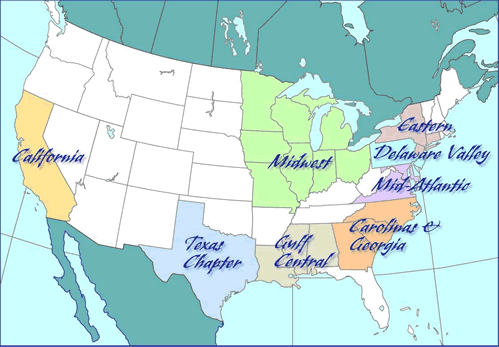 California
Midwest
Eastern
Delaware Valley
Mid-Atlantic
Carolinas &
Georgia
Gulf
Central
Texas
Chapter